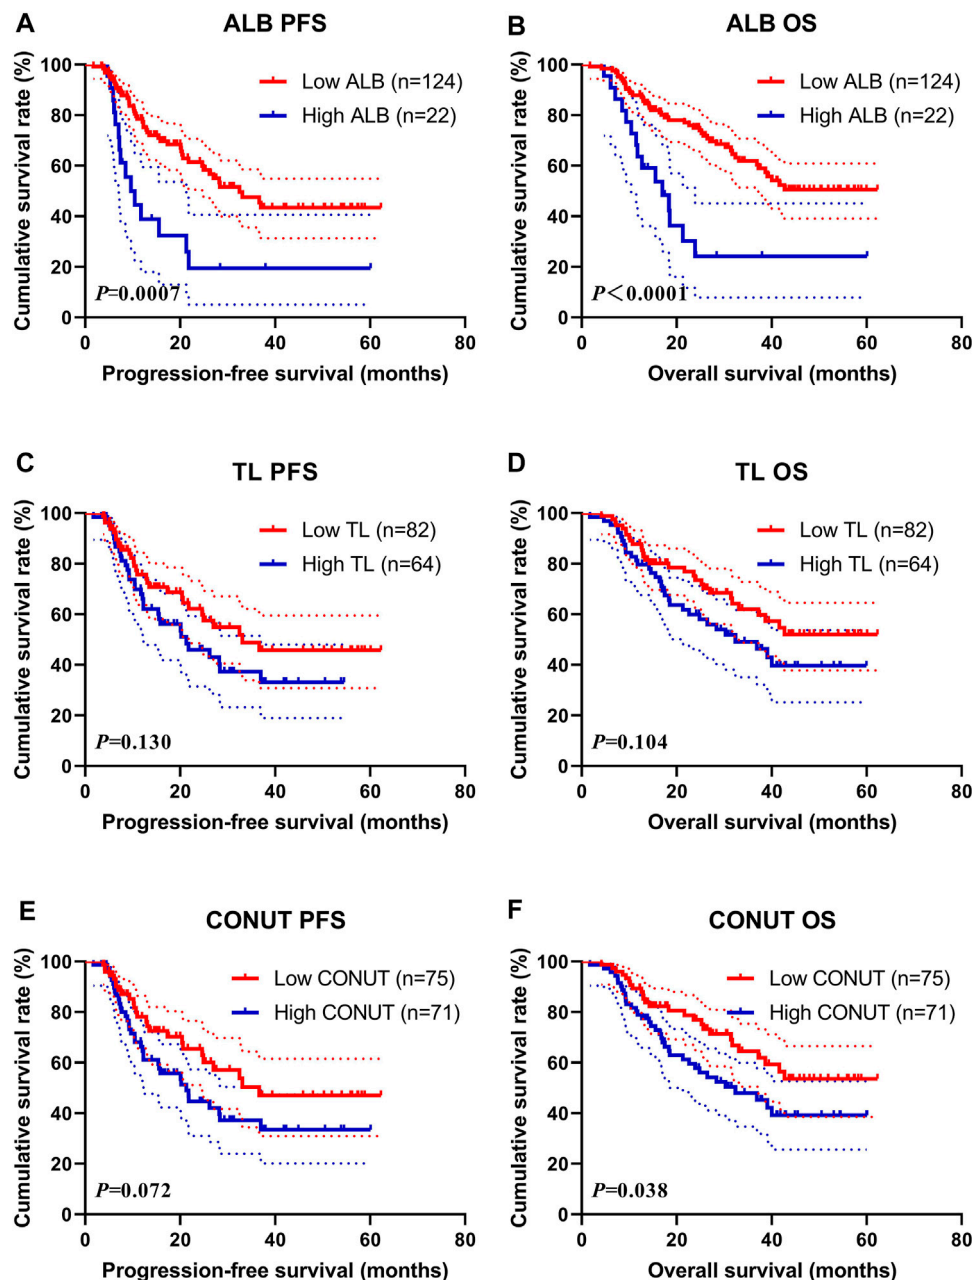 A
ALB PFS
Cumulative survival rate (%)
100
80
60
40
20
0
Low ALB (n=124)
High ALB (n=22)
P=0.0007
0 20 40 60 80
Progression-free survival (months)
B
ALB OS
Cumulative survival rate (%)
100
80
60
40
20
0
Low ALB (n=124)
High ALB (n=22)
P<0.0001
0 20 40 60 80
Overall survival (months)
C
TL PFS
Cumulative survival rate (%)
100
80
60
40
20
0
Low TL (n=82)
High TL (n=64)
P=0.130
0 20 40 60 80
Progression-free survival (months)
D
TL OS
Cumulative survival rate (%)
100
80
60
40
20
0
Low TL (n=82)
High TL (n=64)
P=0.104
0 20 40 60 80
Overall survival (months)
E
CONUT PFS
Cumulative survival rate (%)
100
80
60
40
20
0
Low CONUT (n=75)
High CONUT (n=71)
P=0.072
0 20 40 60 80
Progression-free survival (months)
F
CONUT OS
Cumulative survival rate (%)
100
80
60
40
20
0
Low CONUT (n=75)
High CONUT (n=71)
P=0.038
0 20 40 60 80
Overall survival (months)